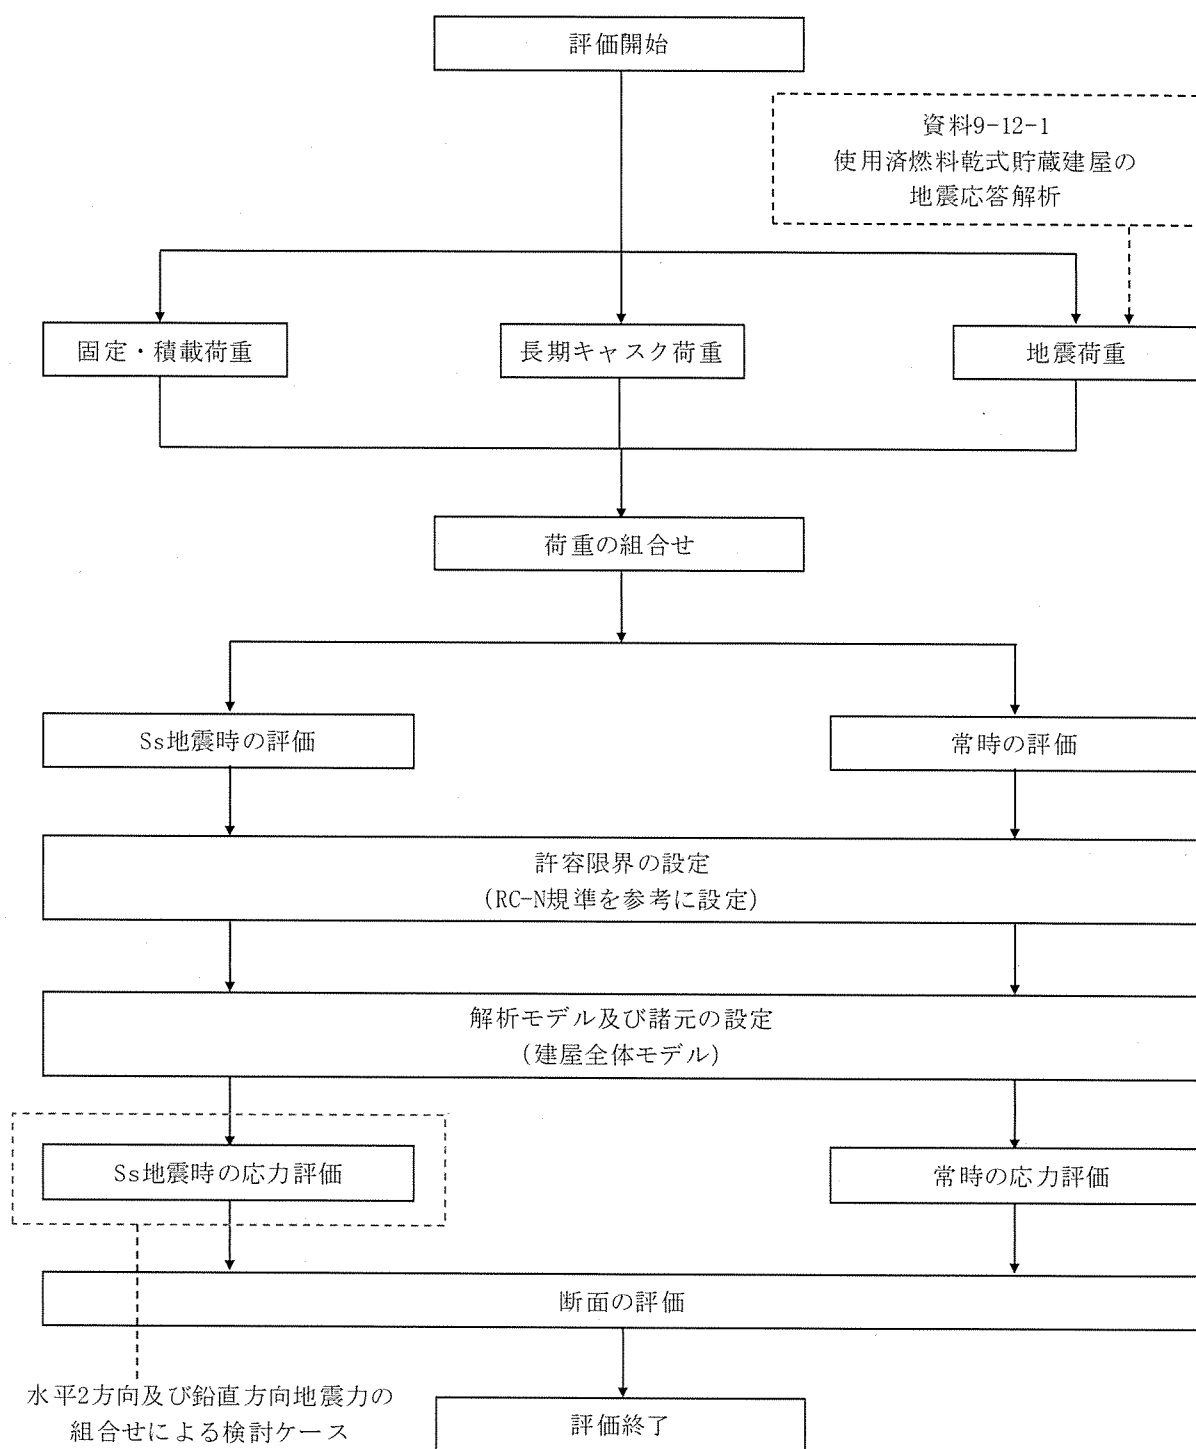 評価開始
資料9-12-1
使用済燃料乾式貯蔵建屋の
地震応答解析
固定・積載荷重
長期キャスク荷重
地震荷重
荷重の組合せ
Ss地震時の評価
常時の評価
許容限界の設定
(RC-N規準を参考に設定)
解析モデル及び諸元の設定
(建屋全体モデル)
Ss地震時の応力評価
常時の応力評価
断面の評価
水平2方向及び鉛直方向地震力の
組合せによる検討ケース
評価終了